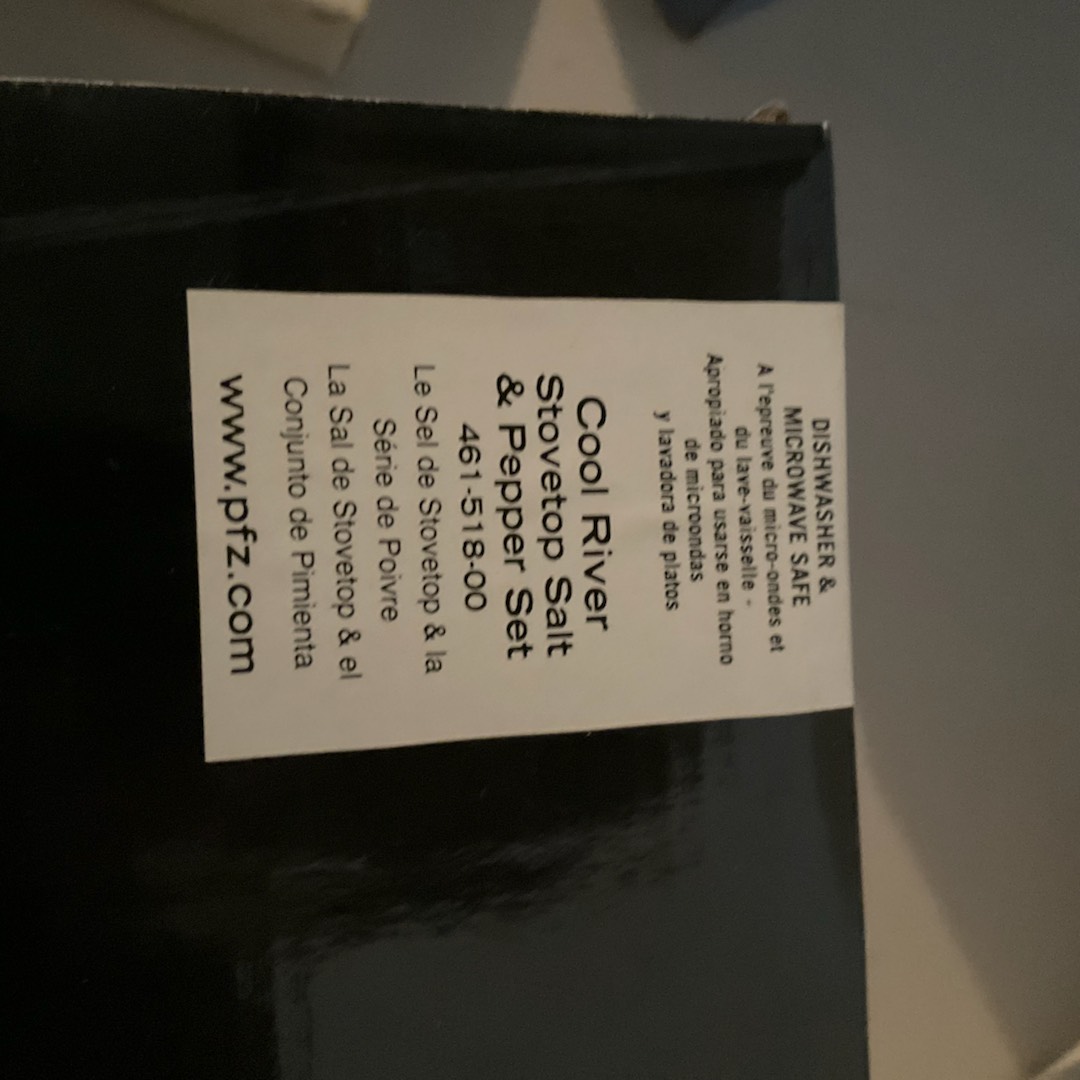 DISHWASHER &
MICROWAVE SAFE
A l'epreuve du micro-ondes et
du lave-vaisselle -
Apropiado para usarse en horno
de microondas
y lavadora de platos
Cool River
Stovetop Salt
& Pepper Set
461-518-00
Le Sel de Stovetop & la
Série de Poivre
La Sal de Stovetop & el
Conjunto de Pimienta
www.pfz.com